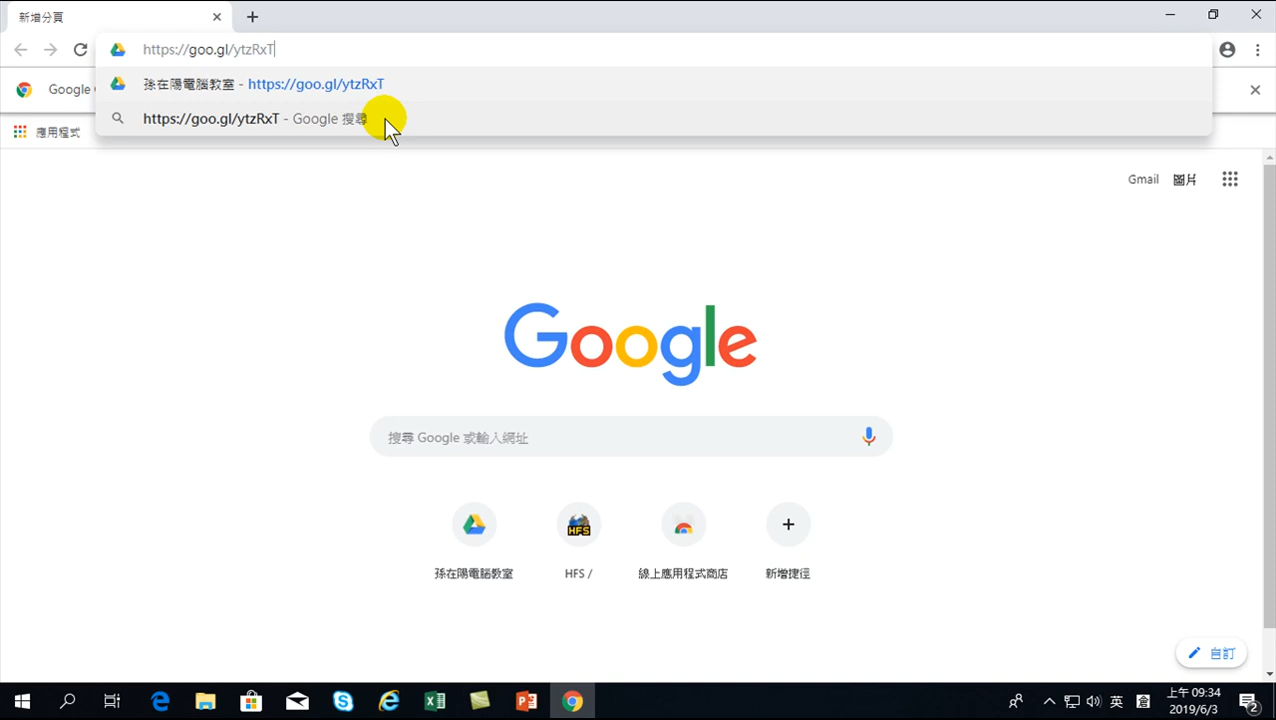 新增分頁
https://goo.gl/ytzRxT
孫在陽電腦教室 - https://goo.gl/ytzRxT
https://goo.gl/ytzRxT - Google 搜尋
Google
應用程式
Gmail 圖片
Google
搜尋 Google 或輸入網址
孫在陽電腦教室
HFS
HFS /
線上應用程式商店
新增捷徑
自訂
英
倉
上午 09:34
2019/6/3
2